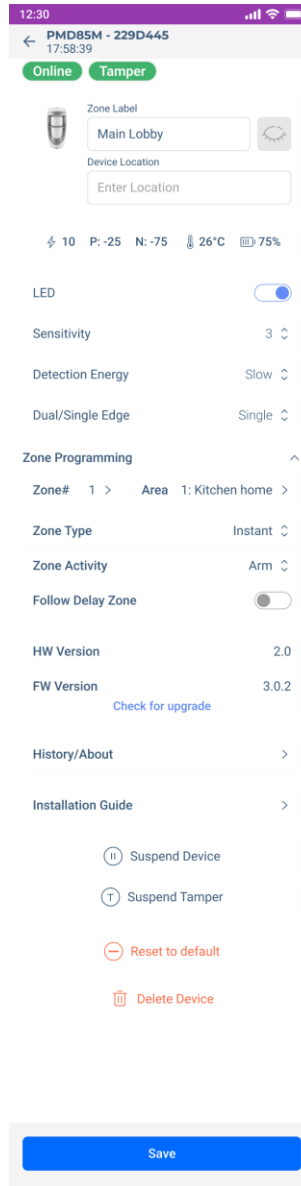 12:30
PMD85M - 229D445
17:58:39
Online Tamper
Zone Label
Main Lobby
Device Location
Enter Location
10 P: -25 N: -75 26°C 75%
LED
Sensitivity 3
Detection Energy Slow
Dual/Single Edge Single
Zone Programming
Zone# 1 > Area 1: Kitchen home >
Zone Type Instant
Zone Activity Arm
Follow Delay Zone
HW Version 2.0
FW Version 3.0.2
Check for upgrade
History/About >
Installation Guide >
Suspend Device
T Suspend Tamper
Reset to default
Delete Device
Save